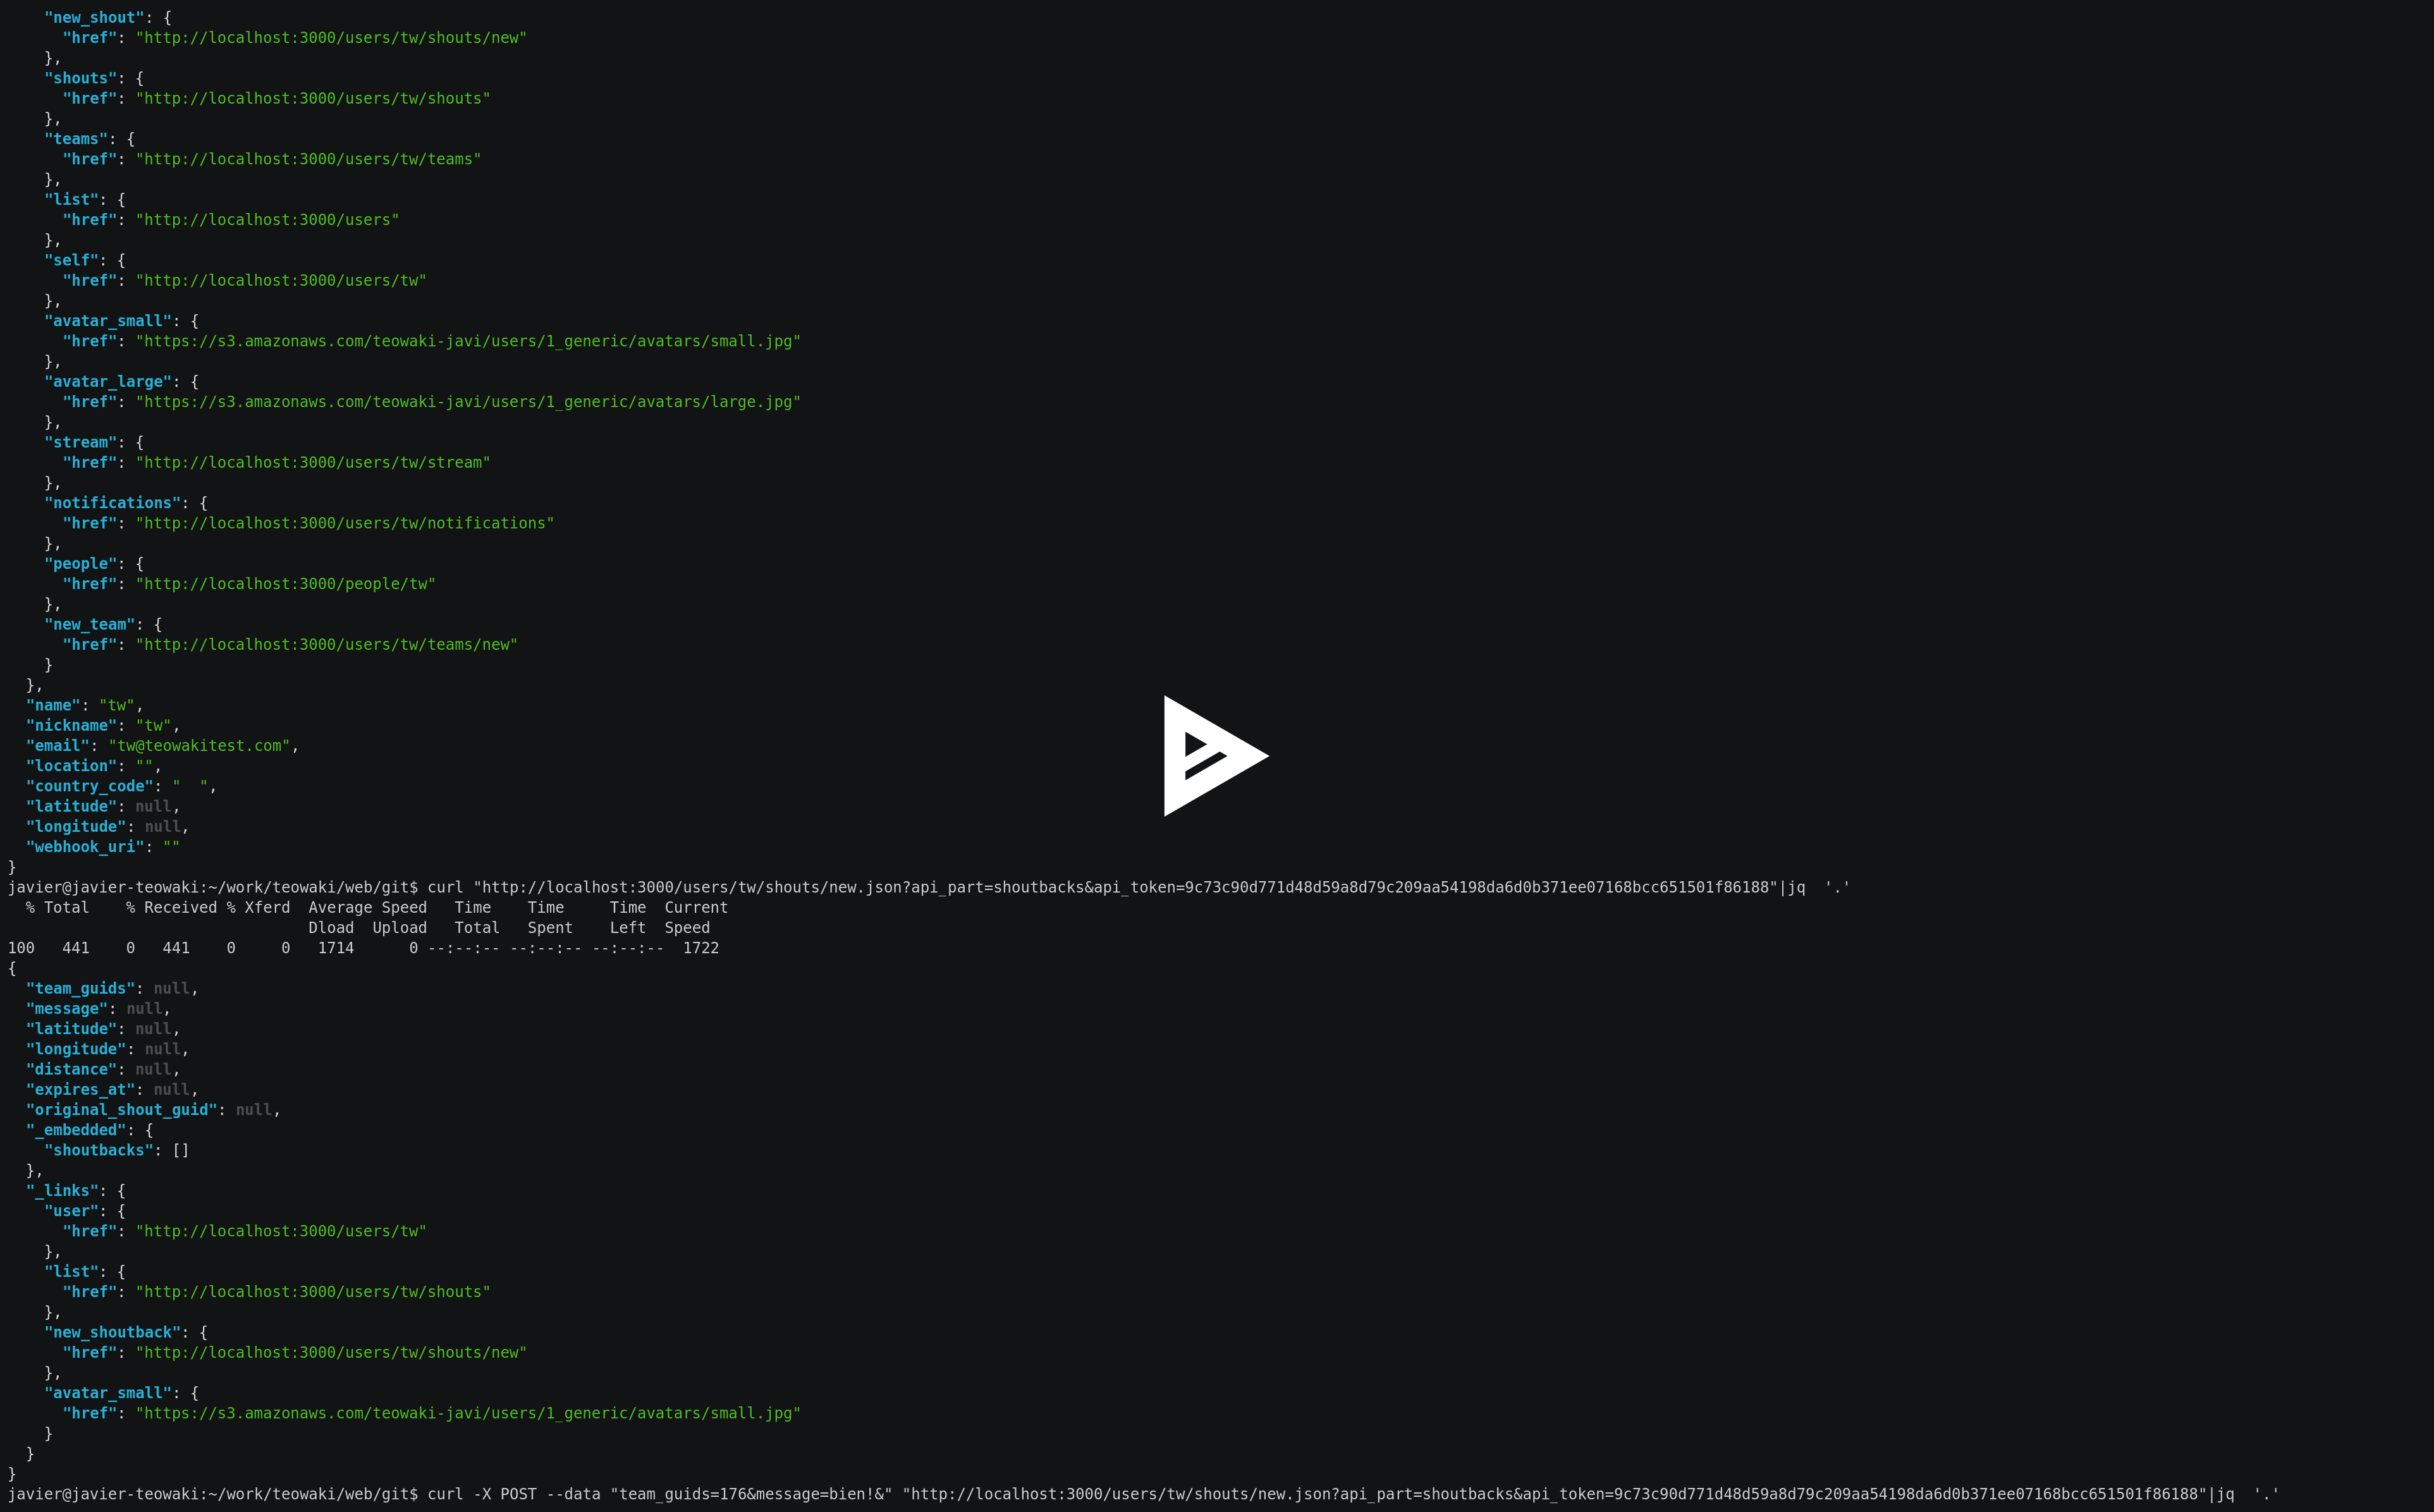 "new_shout": {
      "href": "http://localhost:3000/users/tw/shouts/new"
    },
    "shouts": {
      "href": "http://localhost:3000/users/tw/shouts"
    },
    "teams": {
      "href": "http://localhost:3000/users/tw/teams"
    },
    "list": {
      "href": "http://localhost:3000/users"
    },
    "self": {
      "href": "http://localhost:3000/users/tw"
    },
    "avatar_small": {
      "href": "https://s3.amazonaws.com/teowaki-javi/users/1_generic/avatars/small.jpg"
    },
    "avatar_large": {
      "href": "https://s3.amazonaws.com/teowaki-javi/users/1_generic/avatars/large.jpg"
    },
    "stream": {
      "href": "http://localhost:3000/users/tw/stream"
    },
    "notifications": {
      "href": "http://localhost:3000/users/tw/notifications"
    },
    "people": {
      "href": "http://localhost:3000/people/tw"
    },
    "new_team": {
      "href": "http://localhost:3000/users/tw/teams/new"
    }
  },
  "name": "tw",
  "nickname": "tw",
  "email": "tw@teowakitest.com",
  "location": "",
  "country_code": "  ",
  "latitude": null,
  "longitude": null,
  "webhook_uri": ""
}
javier@javier-teowaki:~/work/teowaki/web/git$ curl "http://localhost:3000/users/tw/shouts/new.json?api_part=shoutbacks&api_token=9c73c90d771d48d59a8d79c209aa54198da6d0b371ee07168bcc651501f86188"|jq  '.'
  % Total    % Received % Xferd  Average Speed   Time    Time     Time  Current
                                 Dload  Upload   Total   Spent    Left  Speed
100   441    0   441    0     0   1714      0 --:--:-- --:--:-- --:--:--  1722
{
  "team_guids": null,
  "message": null,
  "latitude": null,
  "longitude": null,
  "distance": null,
  "expires_at": null,
  "original_shout_guid": null,
  "_embedded": {
    "shoutbacks": []
  },
  "_links": {
    "user": {
      "href": "http://localhost:3000/users/tw"
    },
    "list": {
      "href": "http://localhost:3000/users/tw/shouts"
    },
    "new_shoutback": {
      "href": "http://localhost:3000/users/tw/shouts/new"
    },
    "avatar_small": {
      "href": "https://s3.amazonaws.com/teowaki-javi/users/1_generic/avatars/small.jpg"
    }
  }
}
javier@javier-teowaki:~/work/teowaki/web/git$ curl -X POST --data "team_guids=176&message=bien!&" "http://localhost:3000/users/tw/shouts/new.json?api_part=shoutbacks&api_token=9c73c90d771d48d59a8d79c209aa54198da6d0b371ee07168bcc651501f86188"|jq  '.'